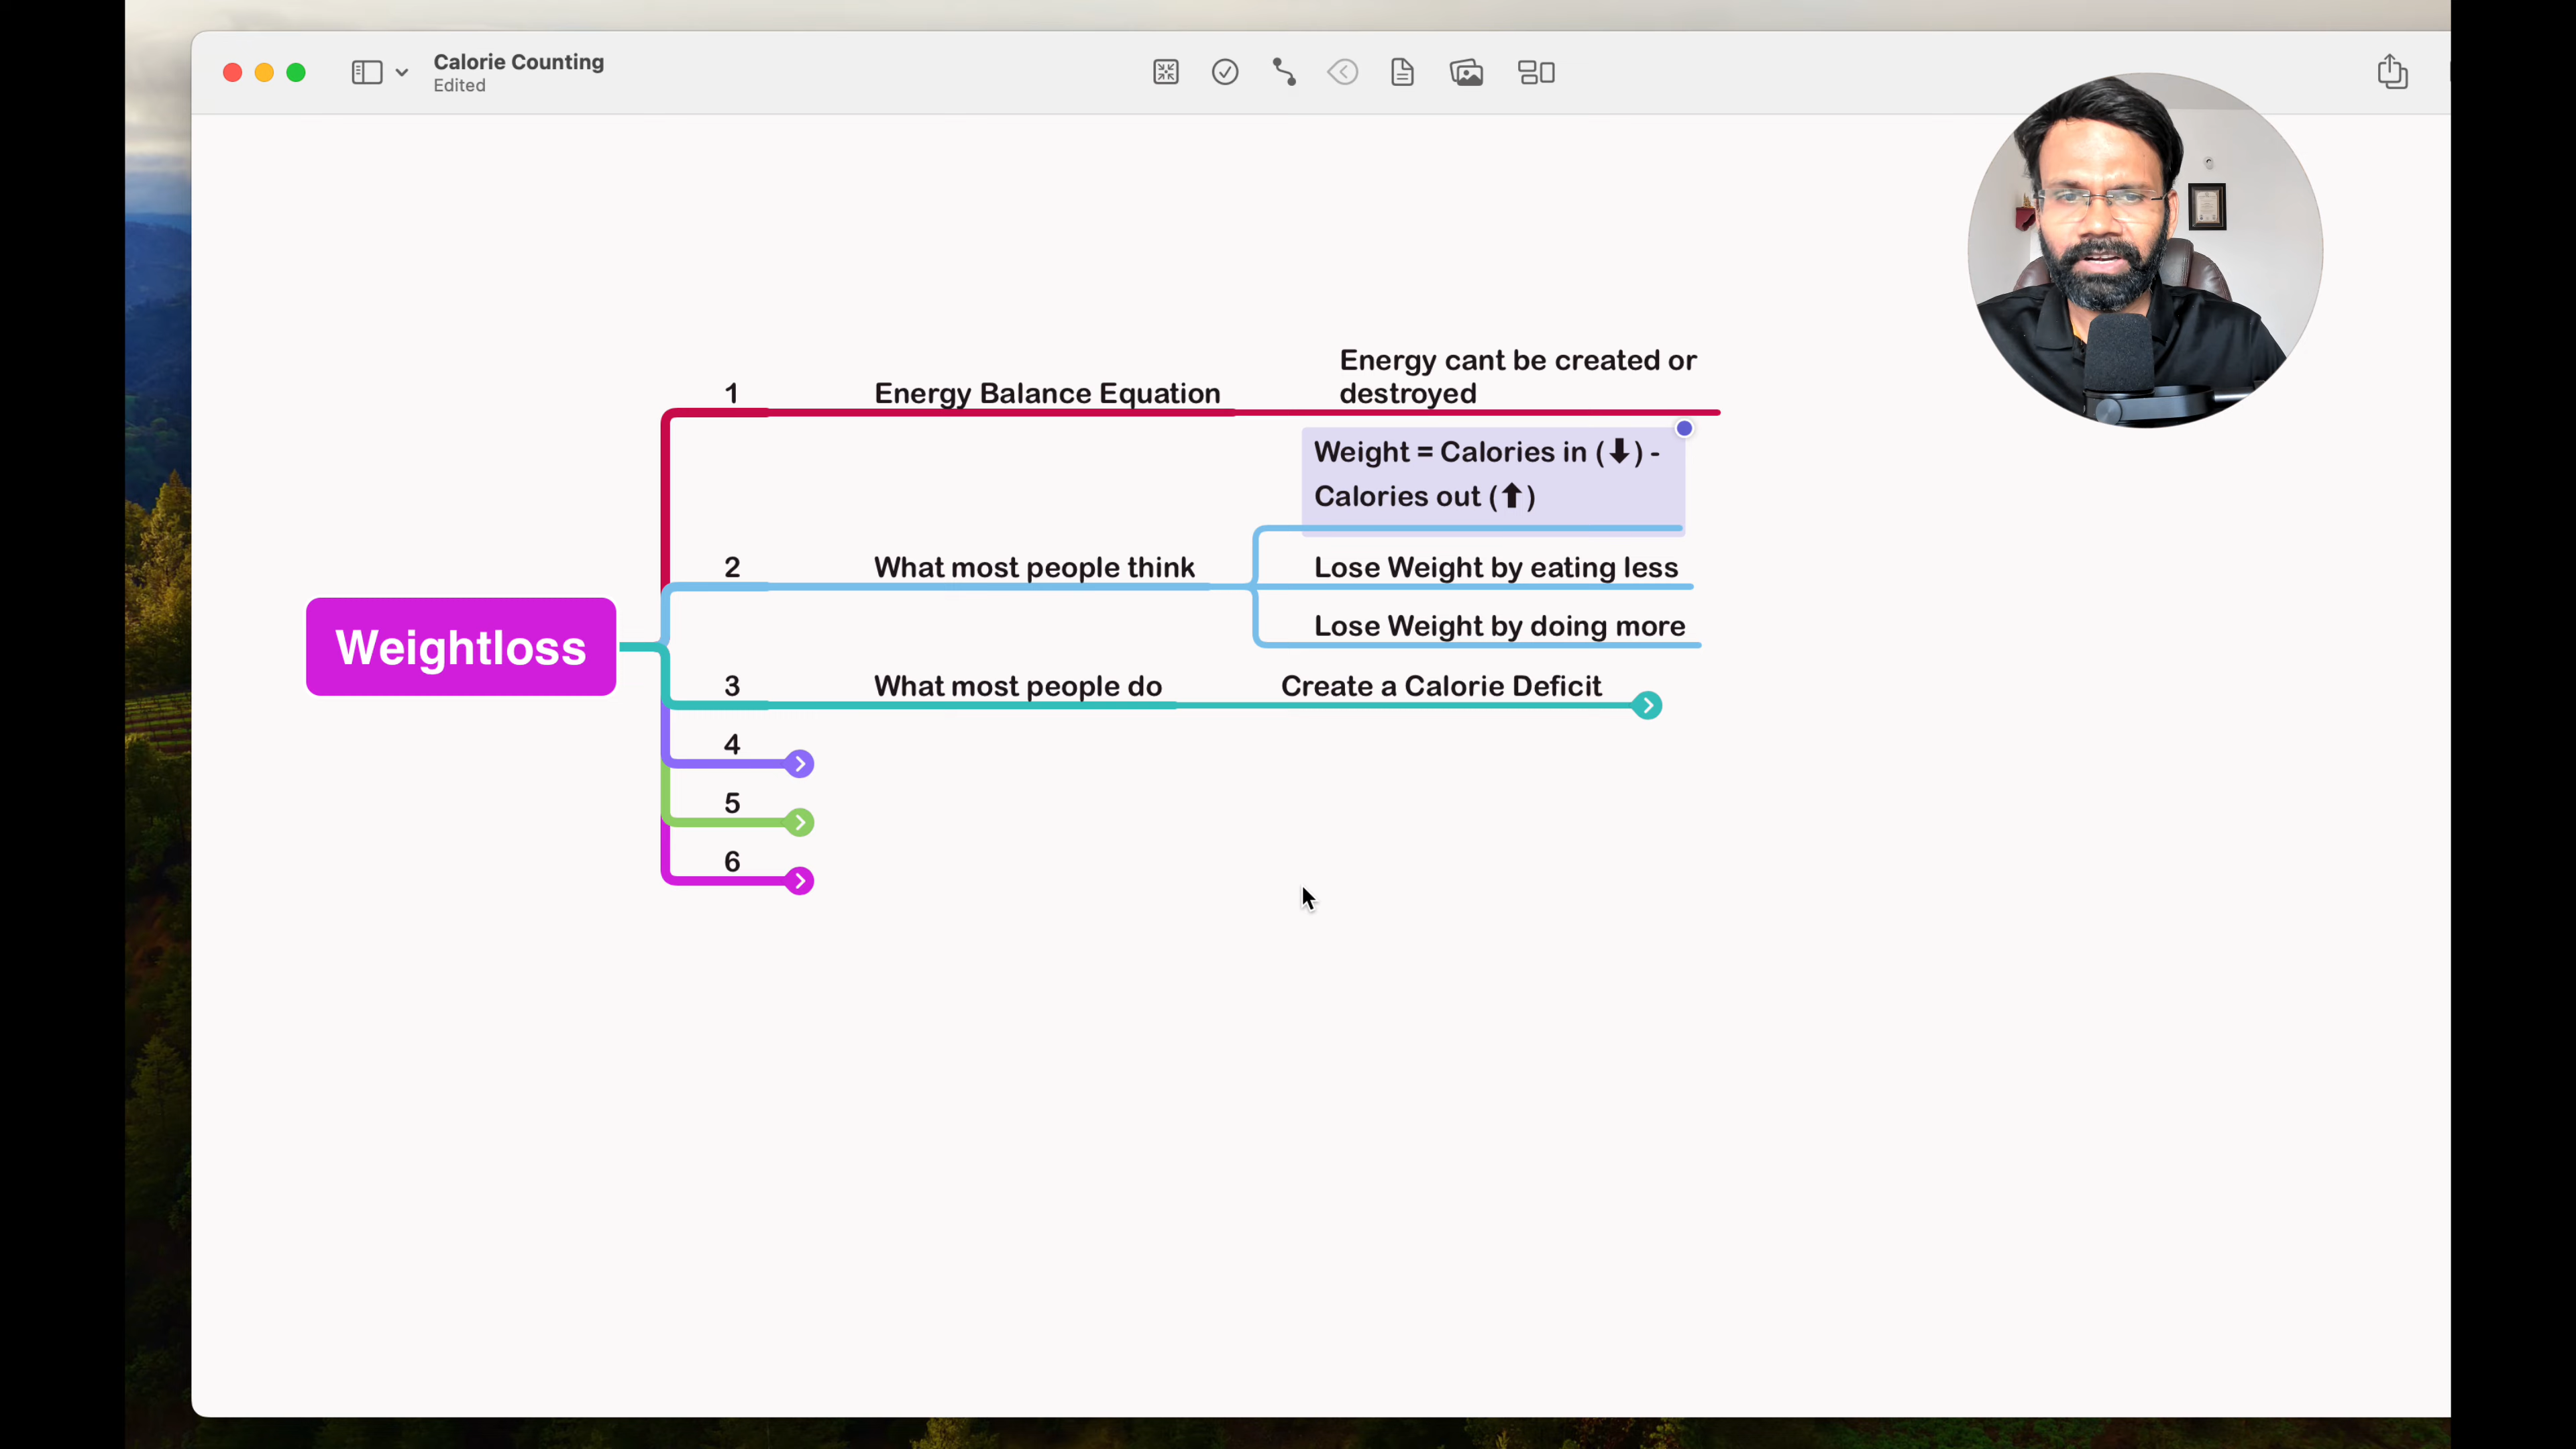 Calorie Counting
Edited
1
Energy Balance Equation
Energy cant be created or
destroyed
Weight = Calories in (⬇) -
Calories out (⬆)
2
What most people think
Lose Weight by eating less
Lose Weight by doing more
Weightloss
3
What most people do
Create a Calorie Deficit
4
5
6